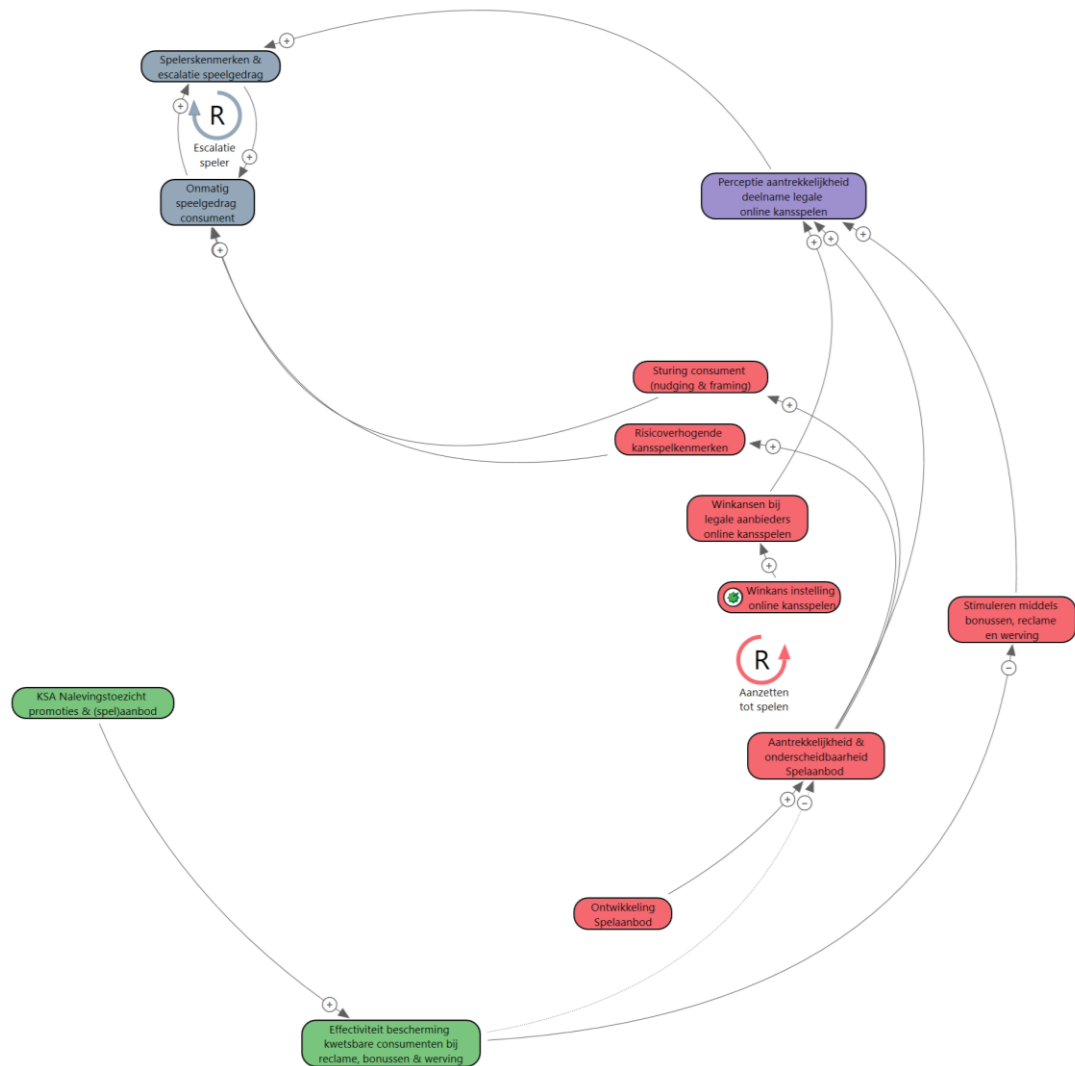 Spelerskenmerken &
escalatie speelgedrag
R
Escalatie
speler
Onmatig
speelgedrag
consument
Perceptie aantrekkelijkheid
deelname legale
online kansspelen
Sturing consument
(nudging & framing)
Risicoverhogende
kansspelkenmerken
Winkansen bij
legale aanbieders
online kansspelen
Winkans instelling
online kansspelen
Stimuleren middels
bonussen, reclame
en werving
R
Aanzetten
tot spelen
KSA Nalevingstoezicht
promoties & (spel)aanbod
Aantrekkelijkheid &
onderscheidbaarheid
Spelaanbod
Ontwikkeling
Spelaanbod
Effectiviteit bescherming
kwetsbare consumenten bij
reclame, bonussen & werving